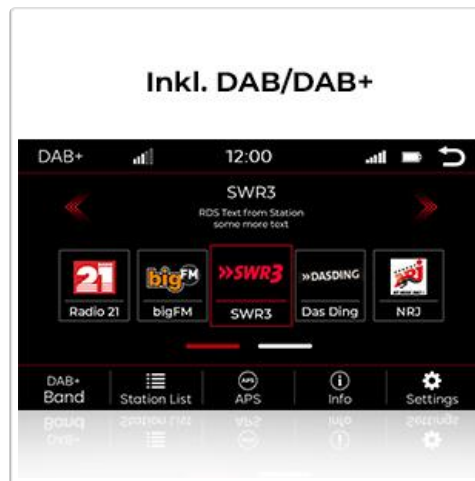 Inkl. DAB/DAB+
DAB+ 12:00
SWR3
RDS Text from Station
some more text
21 bigFM »SWR3 »DASDING NRJ
Radio 21 bigFM SWR3 Das Ding NRJ
DAB+ APS
Band Station List APS Info Settings